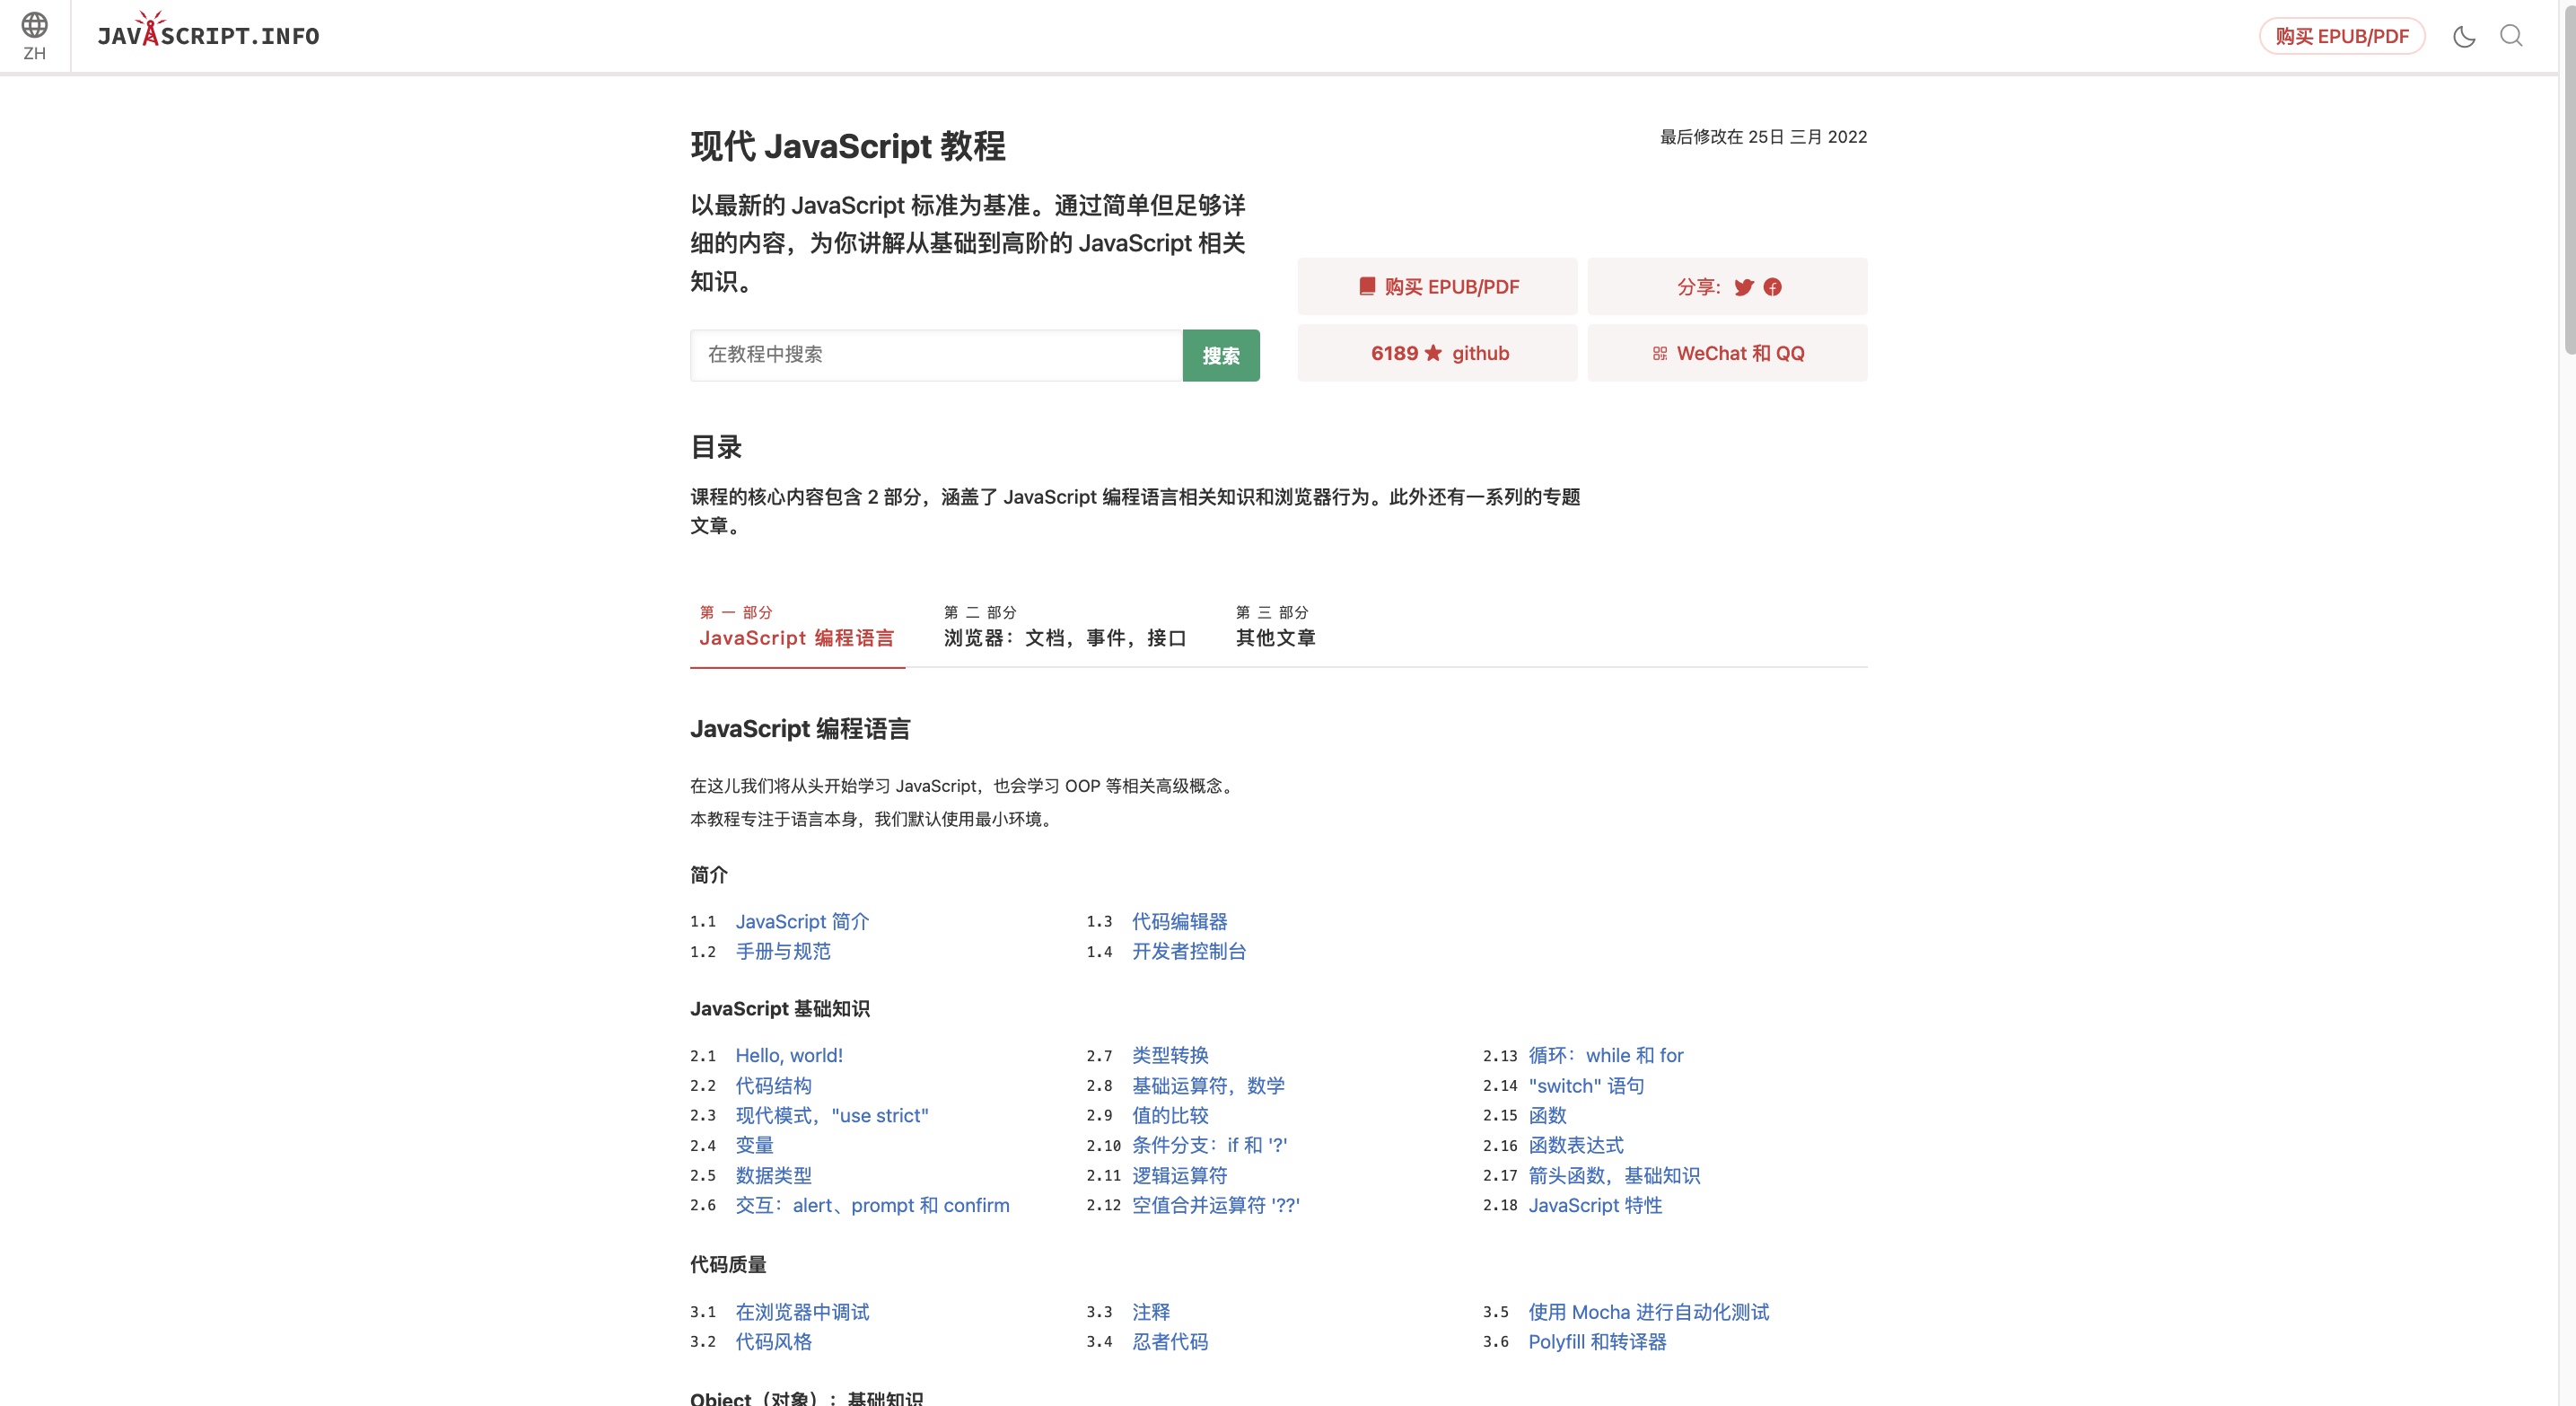 ZH
JAVASCRIPT.INFO
购买 EPUB/PDF
现代 JavaScript 教程
最后修改在 25日 三月 2022
以最新的 JavaScript 标准为基准。通过简单但足够详
细的内容，为你讲解从基础到高阶的 JavaScript 相关
知识。
购买 EPUB/PDF
分享:
在教程中搜索
搜索
6189 ★ github
WeChat 和 QQ
目录
课程的核心内容包含 2 部分，涵盖了 JavaScript 编程语言相关知识和浏览器行为。此外还有一系列的专题
文章。
第 一 部分
JavaScript 编程语言
第 二 部分
浏览器：文档，事件，接口
第 三 部分
其他文章
JavaScript 编程语言
在这儿我们将从头开始学习 JavaScript，也会学习 OOP 等相关高级概念。
本教程专注于语言本身，我们默认使用最小环境。
简介
1.1 JavaScript 简介
1.2 手册与规范
1.3 代码编辑器
1.4 开发者控制台
JavaScript 基础知识
2.1 Hello, world!
2.2 代码结构
2.3 现代模式，"use strict"
2.4 变量
2.5 数据类型
2.6 交互：alert、prompt 和 confirm
2.7 类型转换
2.8 基础运算符，数学
2.9 值的比较
2.10 条件分支：if 和 '?'
2.11 逻辑运算符
2.12 空值合并运算符 '??'
2.13 循环：while 和 for
2.14 "switch" 语句
2.15 函数
2.16 函数表达式
2.17 箭头函数，基础知识
2.18 JavaScript 特性
代码质量
3.1 在浏览器中调试
3.2 代码风格
3.3 注释
3.4 忍者代码
3.5 使用 Mocha 进行自动化测试
3.6 Polyfill 和转译器
Object（对象）：基础知识